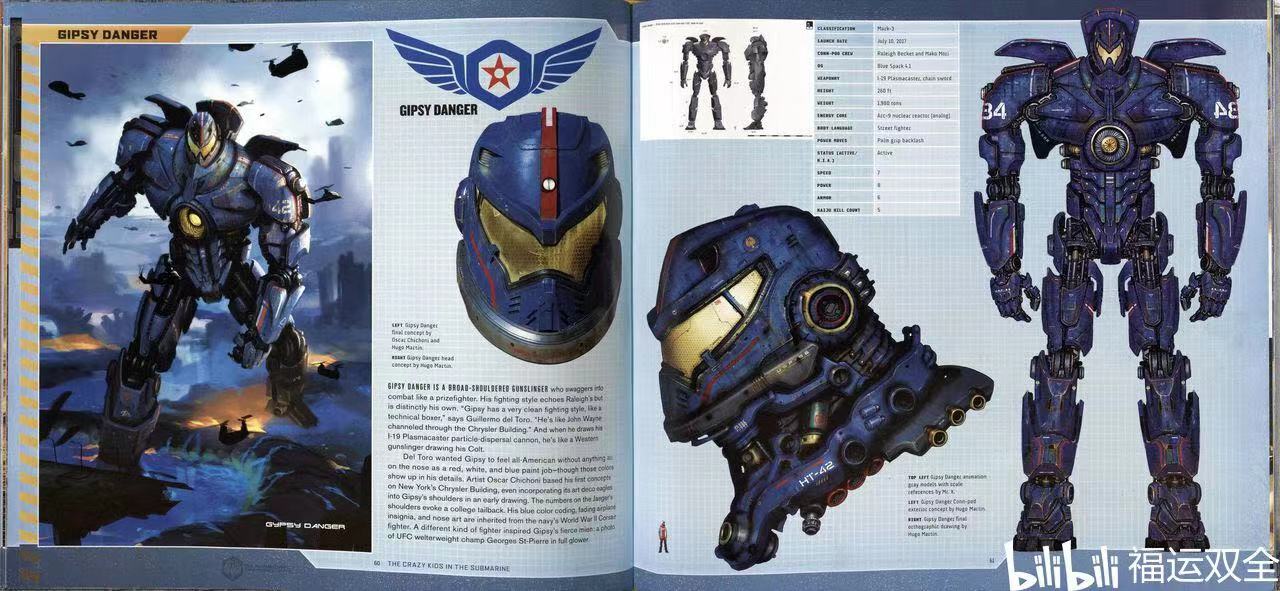 GIPSY DANGER
GYPSY DANGER
GIPSY DANGER
LEFT Gipsy Danger
final concept by
Oscar Chichoni and
Hugo Martin.
RIGHT Gipsy Danger head
concept by Hugo Martin.
GIPSY DANGER IS A BROAD-SHOULDERED GUNSLINGER who swaggers into
combat like a prizefighter. His fighting style echoes Raleigh's but
is distinctly his own. "Gipsy has a very clean fighting style, like a
technical boxer," says Guillermo del Toro. "He's like John Wayne
channeled through the Chrysler Building." And when he draws his
I-19 Plasmacaster particle-dispersal cannon, he's like a Western
gunslinger drawing his Colt.
Del Toro wanted Gipsy to feel all-American without anything as
on the nose as a red, white, and blue paint job—though those colors
show up in his details. Artist Oscar Chichoni based his first concepts
on New York's Chrysler Building, even incorporating its art deco eagles
into Gipsy's shoulders in an early drawing. The numbers on the Jaeger's
shoulders evoke a college tailback. His blue color coding, fading airplane
insignia, and nose art are inherited from the navy's World War II Corsair
fighter. A different kind of fighter inspired Gipsy's fierce mien: a photo
of UFC welterweight champ Georges St-Pierre in full glower.
60 THE CRAZY KIDS IN THE SUBMARINE
CLASSIFICATION Mark-3
LAUNCH DATE July 10, 2017
CONN-POD CREW Raleigh Becket and Mako Mori
OS Blue Spark 4.1
WEAPONRY I-19 Plasmacaster, chain sword
HEIGHT 260 ft
WEIGHT 1,980 tons
ENERGY CORE Arc-9 nuclear reactor (analog)
BODY LANGUAGE Street fighter
POWER MOVES Palm grip backlash
STATUS (ACTIVE/ Active
K.I.A.)
SPEED 7
POWER 8
ARMOR 6
KAIJU KILL COUNT 5
HT-42
TOP LEFT Gipsy Danger animation
gray models with scale
references by Mr. X.
LEFT Gipsy Danger Conn-pod
exterior concept by Hugo Martin.
RIGHT Gipsy Danger final
orthographic drawing by
Hugo Martin.
61
bilibili 福运双全